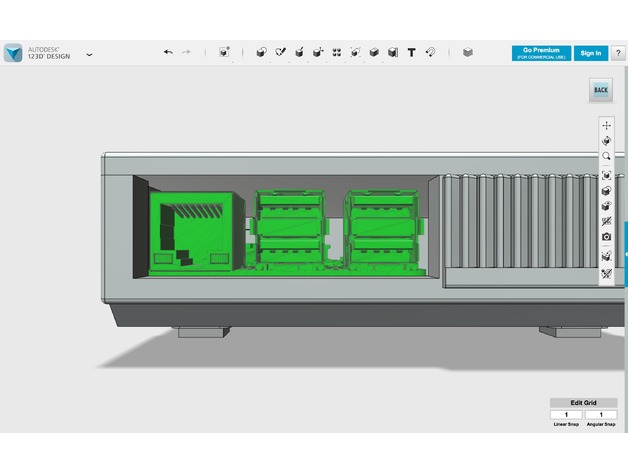 AUTODESK®
123D® DESIGN
T
Go Premium
[FOR COMMERCIAL USE]
Sign In
?
BACK
Edit Grid
1 1
Linear Snap Angular Snap